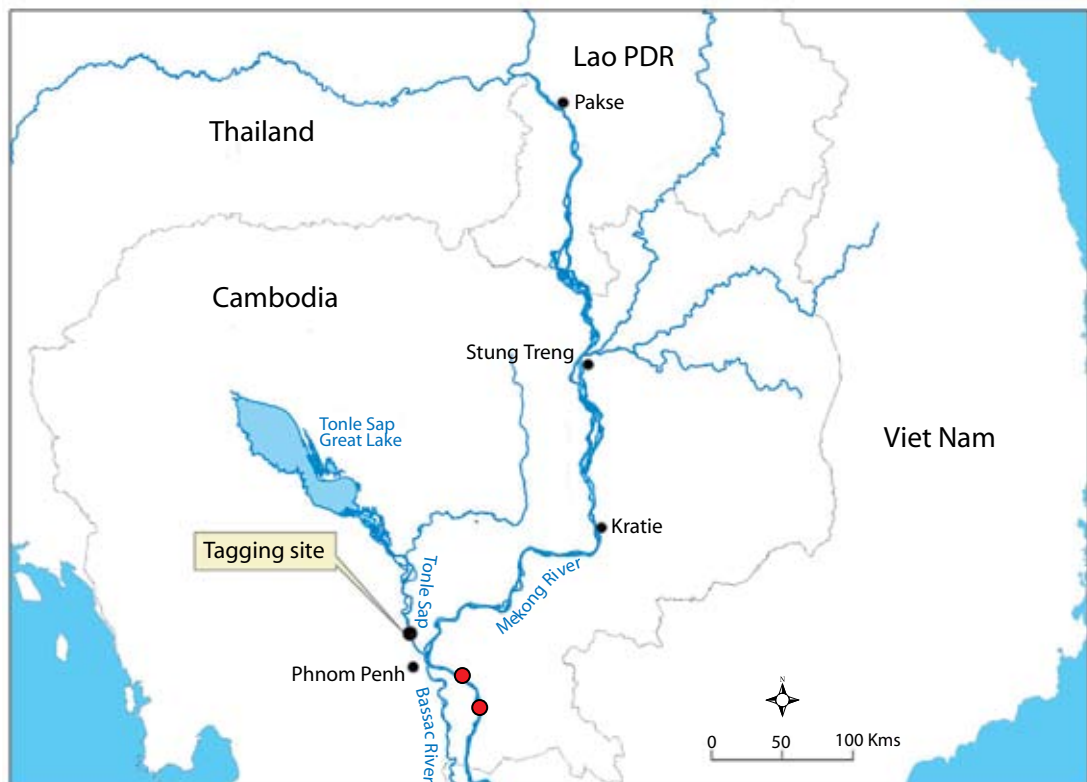 Lao PDR
Pakse
Thailand
Cambodia
Stung Treng
Tonle Sap
Great Lake
Viet Nam
Kratie
Tagging site
Tonle Sap
Mekong River
Phnom Penh
Bassac River
N
0 50 100 Kms